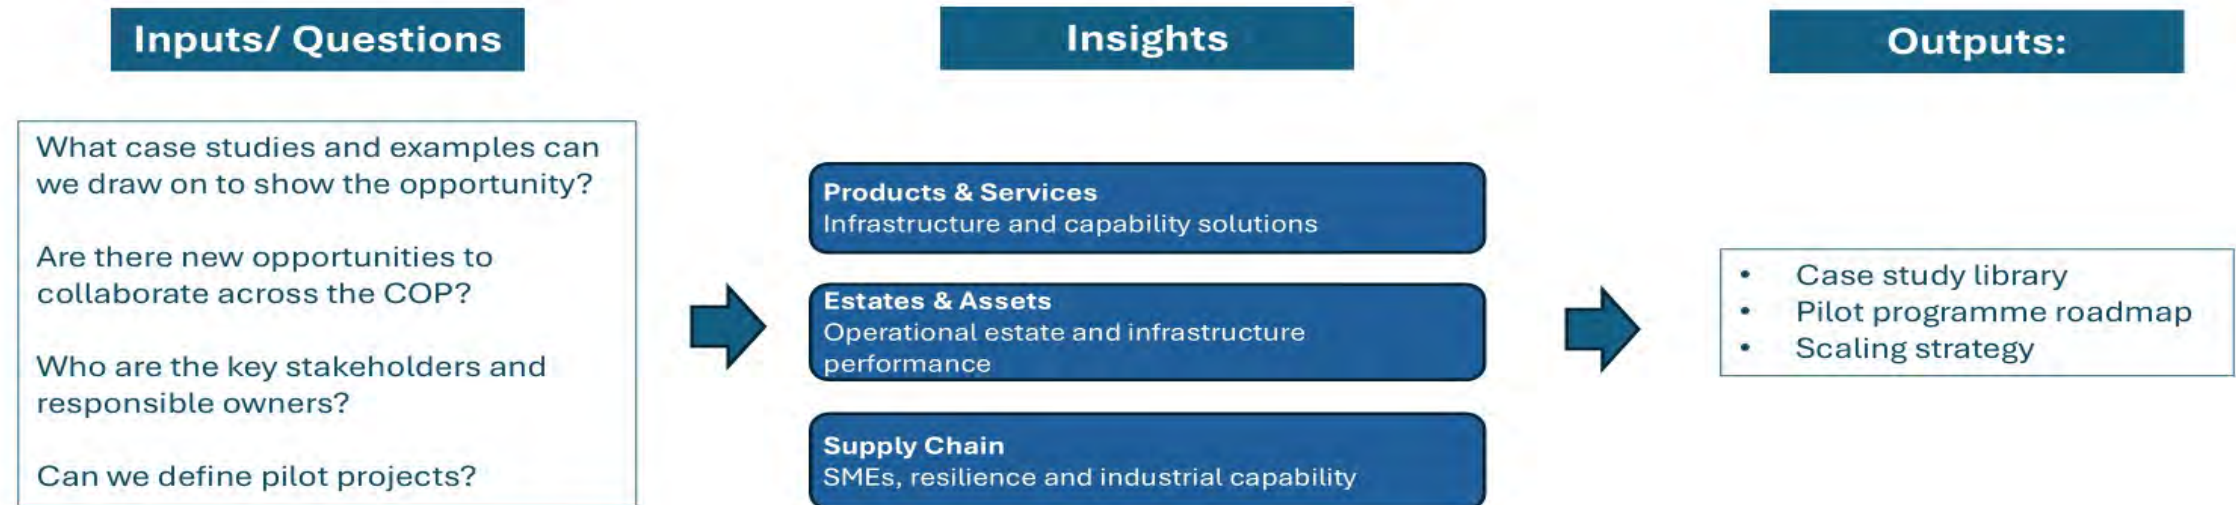 Inputs/ Questions
What case studies and examples can
we draw on to show the opportunity?
Are there new opportunities to
collaborate across the COP?
Who are the key stakeholders and
responsible owners?
Can we define pilot projects?
Insights
Products & Services
Infrastructure and capability solutions
Estates & Assets
Operational estate and infrastructure
performance
Supply Chain
SMEs, resilience and industrial capability
Outputs:
• Case study library
• Pilot programme roadmap
• Scaling strategy